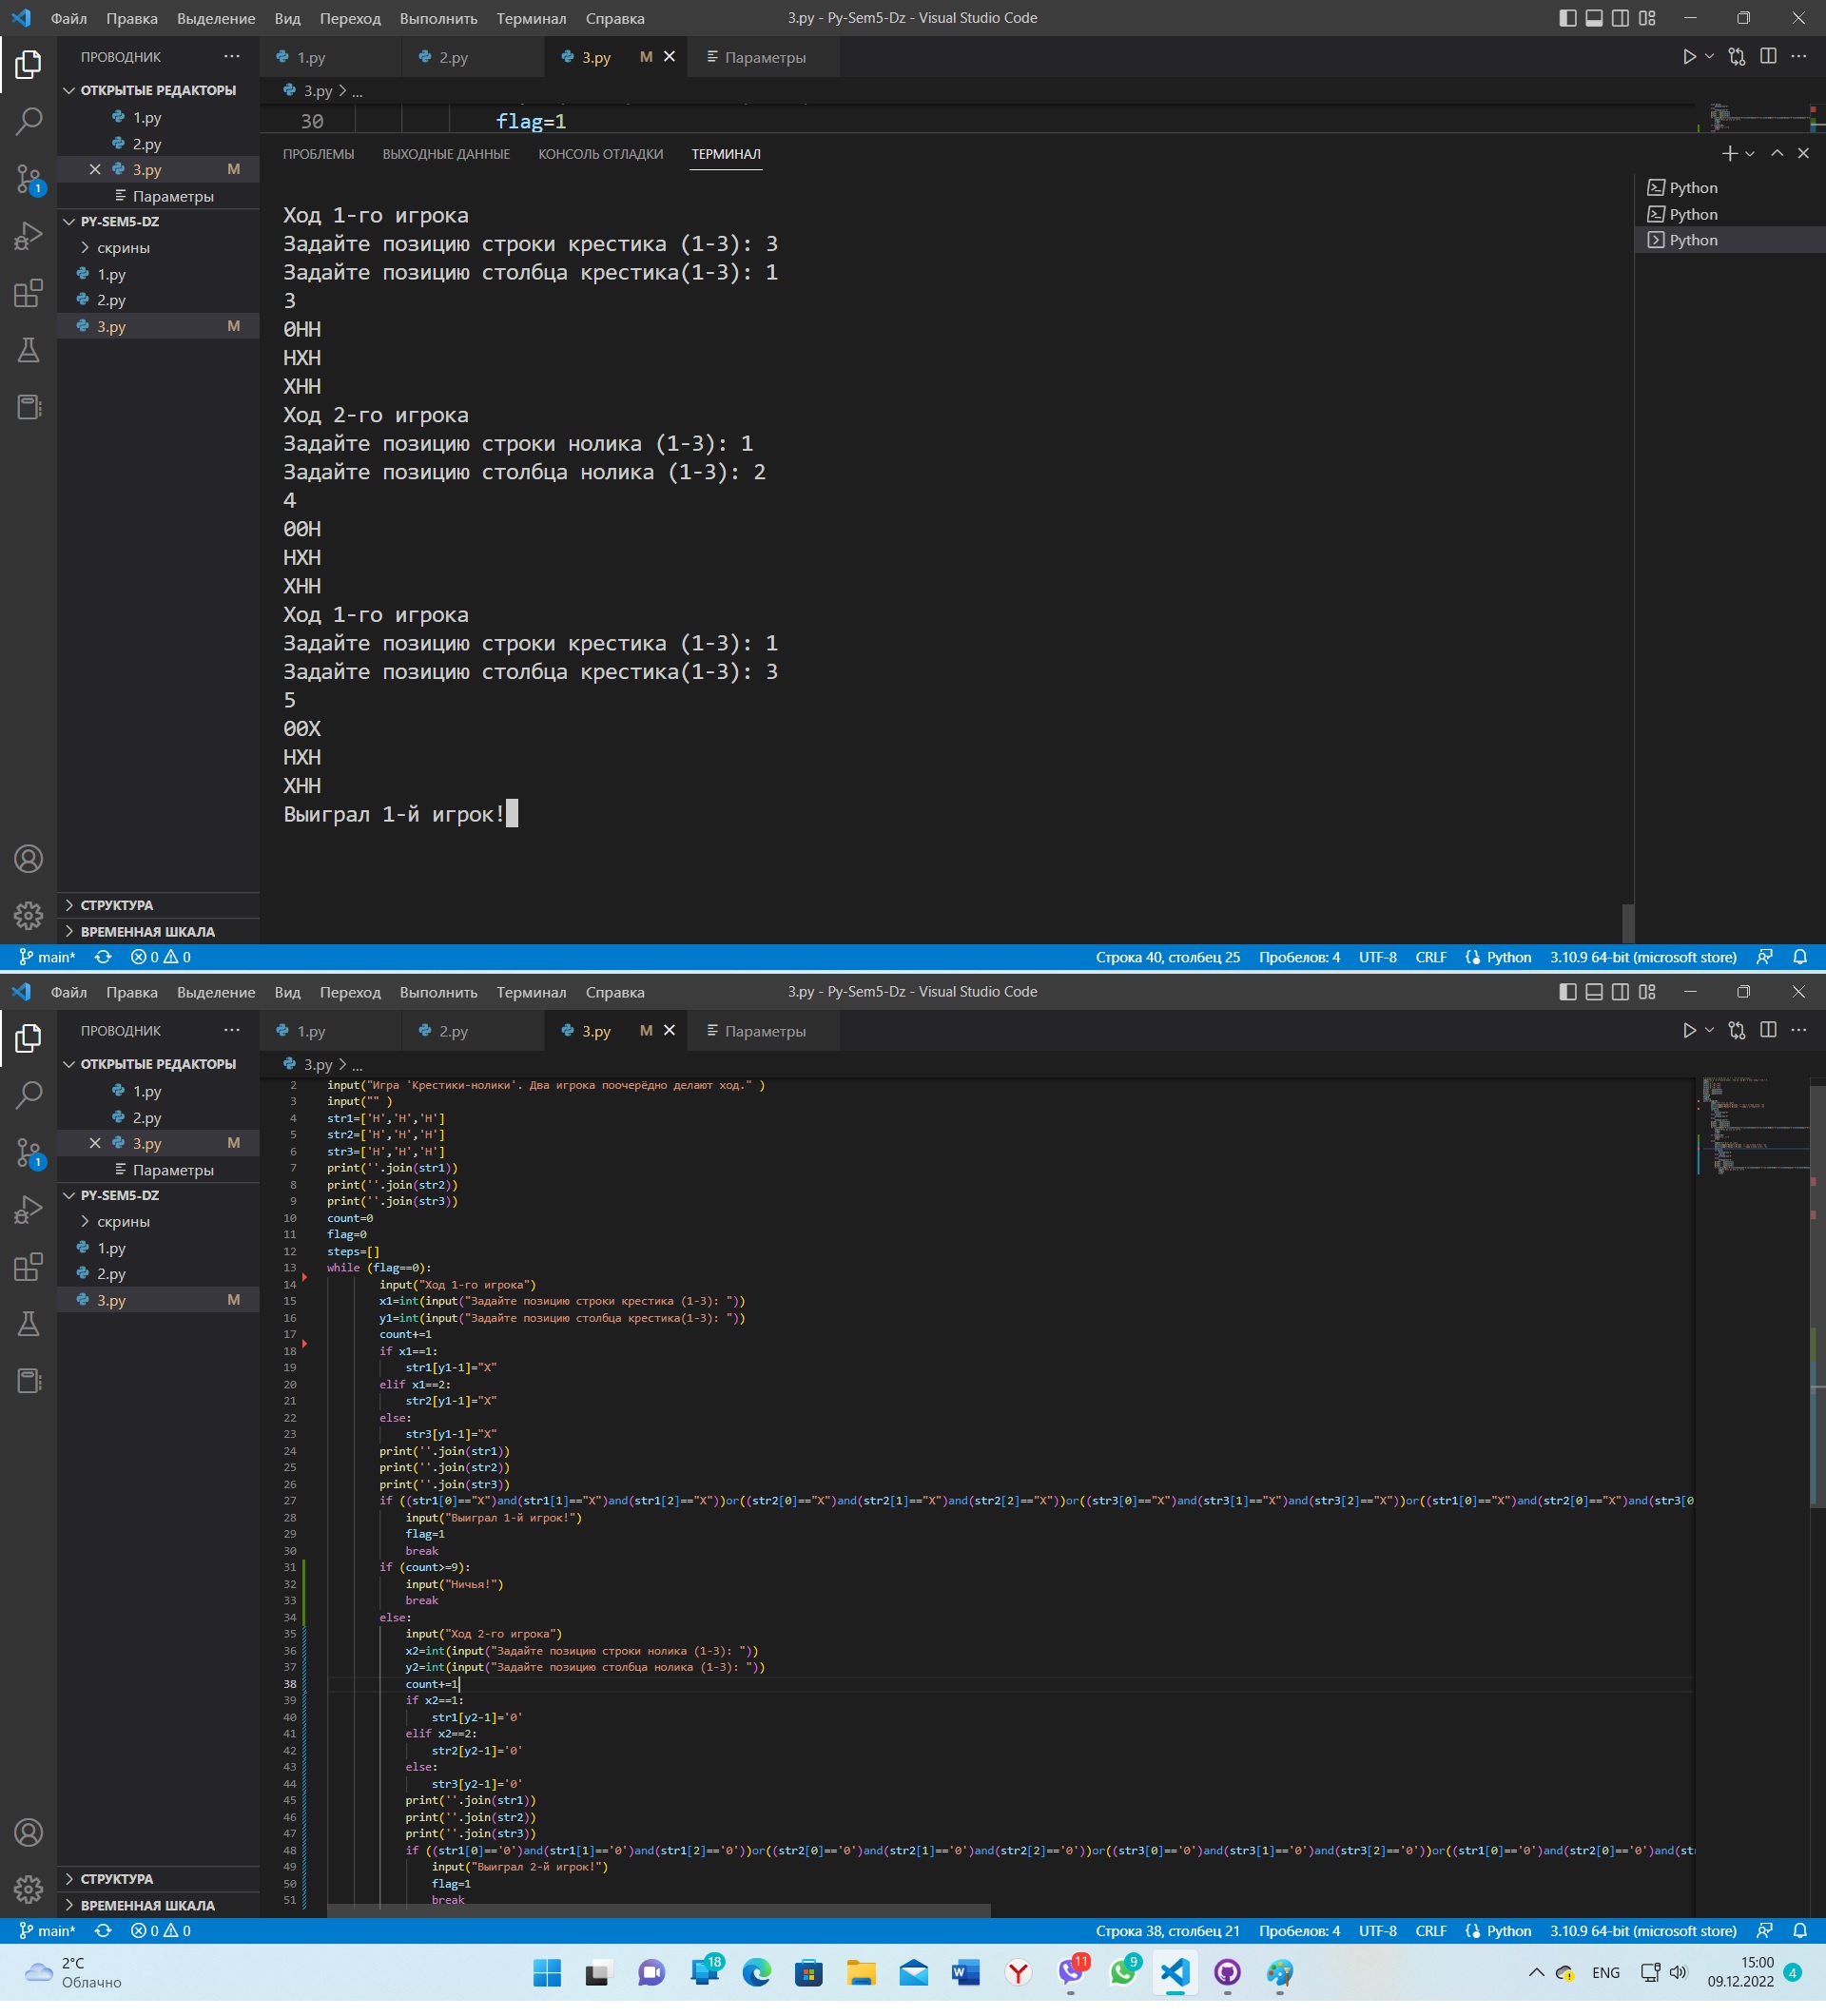 Файл Правка Выделение Вид Переход Выполнить Терминал Справка 3.py - Py-Sem5-Dz - Visual Studio Code
ПРОВОДНИК
1.py 2.py 3.py M Параметры
ОТКРЫТЫЕ РЕДАКТОРЫ
1.py
2.py
3.py M
Параметры
PY-SEM5-DZ
скрины
1.py
2.py
3.py M
СТРУКТУРА
ВРЕМЕННАЯ ШКАЛА
3.py > ...
30 flag=1
ПРОБЛЕМЫ ВЫХОДНЫЕ ДАННЫЕ КОНСОЛЬ ОТЛАДКИ ТЕРМИНАЛ
Python
Python
Python
Ход 1-го игрока
Задайте позицию строки крестика (1-3): 3
Задайте позицию столбца крестика(1-3): 1
3
0НН
НХН
ХНН
Ход 2-го игрока
Задайте позицию строки нолика (1-3): 1
Задайте позицию столбца нолика (1-3): 2
4
00Н
НХН
ХНН
Ход 1-го игрока
Задайте позицию строки крестика (1-3): 1
Задайте позицию столбца крестика(1-3): 3
5
00Х
НХН
ХНН
Выиграл 1-й игрок!
1
main* 0 0 Строка 40, столбец 25 Пробелов: 4 UTF-8 CRLF Python 3.10.9 64-bit (microsoft store)
Файл Правка Выделение Вид Переход Выполнить Терминал Справка 3.py - Py-Sem5-Dz - Visual Studio Code
ПРОВОДНИК
1.py 2.py 3.py M Параметры
ОТКРЫТЫЕ РЕДАКТОРЫ
1.py
2.py
3.py M
Параметры
PY-SEM5-DZ
скрины
1.py
2.py
3.py M
СТРУКТУРА
ВРЕМЕННАЯ ШКАЛА
3.py > ...
2 input("Игра 'Крестики-нолики'. Два игрока поочерёдно делают ход." )
3 input("" )
4 str1=['Н','Н','Н']
5 str2=['Н','Н','Н']
6 str3=['Н','Н','Н']
7 print(''.join(str1))
8 print(''.join(str2))
9 print(''.join(str3))
10 count=0
11 flag=0
12 steps=[]
13 while (flag==0):
14 input("Ход 1-го игрока")
15 x1=int(input("Задайте позицию строки крестика (1-3): "))
16 y1=int(input("Задайте позицию столбца крестика(1-3): "))
17 count+=1
18 if x1==1:
19 str1[y1-1]="X"
20 elif x1==2:
21 str2[y1-1]="X"
22 else:
23 str3[y1-1]="X"
24 print(''.join(str1))
25 print(''.join(str2))
26 print(''.join(str3))
27 if ((str1[0]=="X")and(str1[1]=="X")and(str1[2]=="X"))or((str2[0]=="X")and(str2[1]=="X")and(str2[2]=="X"))or((str3[0]=="X")and(str3[1]=="X")and(str3[2]=="X"))or((str1[0]=="X")and(str2[0]=="X")and(str3[0
28 input("Выиграл 1-й игрок!")
29 flag=1
30 break
31 if (count>=9):
32 input("Ничья!")
33 break
34 else:
35 input("Ход 2-го игрока")
36 x2=int(input("Задайте позицию строки нолика (1-3): "))
37 y2=int(input("Задайте позицию столбца нолика (1-3): "))
38 count+=1
39 if x2==1:
40 str1[y2-1]='0'
41 elif x2==2:
42 str2[y2-1]='0'
43 else:
44 str3[y2-1]='0'
45 print(''.join(str1))
46 print(''.join(str2))
47 print(''.join(str3))
48 if ((str1[0]=='0')and(str1[1]=='0')and(str1[2]=='0'))or((str2[0]=='0')and(str2[1]=='0')and(str2[2]=='0'))or((str3[0]=='0')and(str3[1]=='0')and(str3[2]=='0'))or((str1[0]=='0')and(str2[0]=='0')and(str
49 input("Выиграл 2-й игрок!")
50 flag=1
51 break
1
main* 0 0 Строка 38, столбец 21 Пробелов: 4 UTF-8 CRLF Python 3.10.9 64-bit (microsoft store)
2°C
Облачно
18 W Y 11 9
ENG
15:00
09.12.2022
4